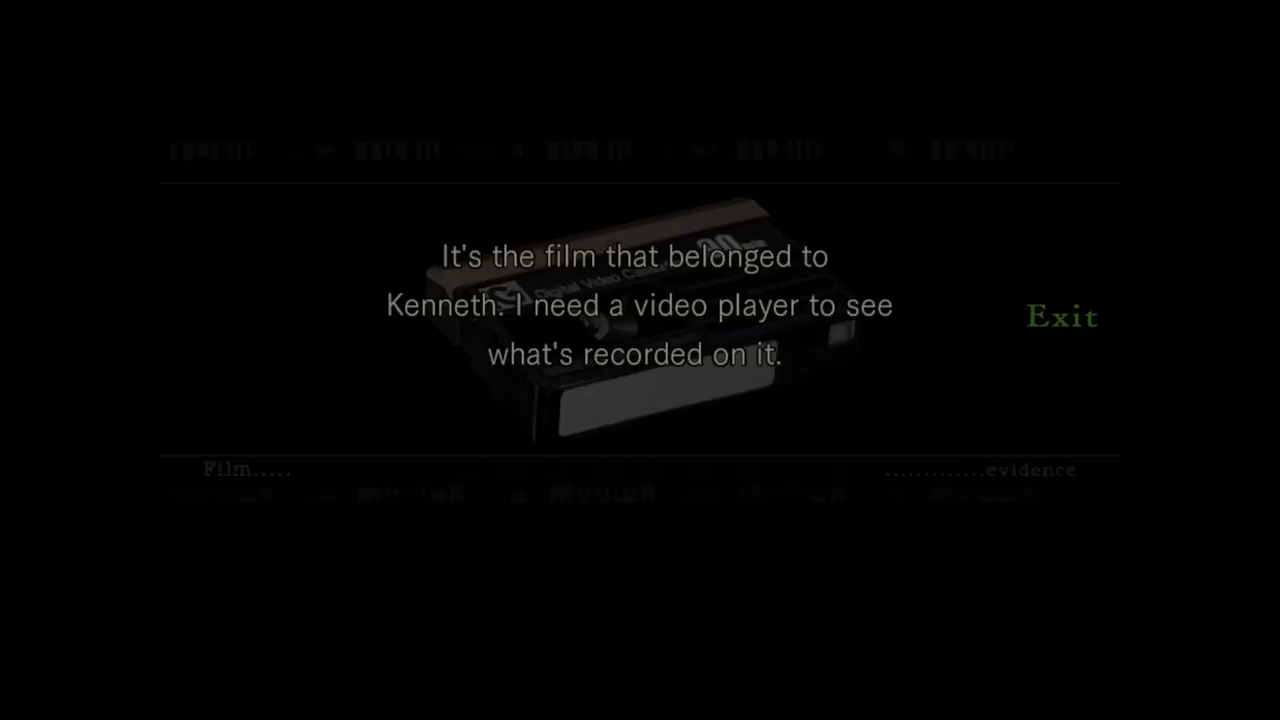 It's the film that belonged to
Kenneth. I need a video player to see
what's recorded on it.
Exit
Film.....
.............evidence